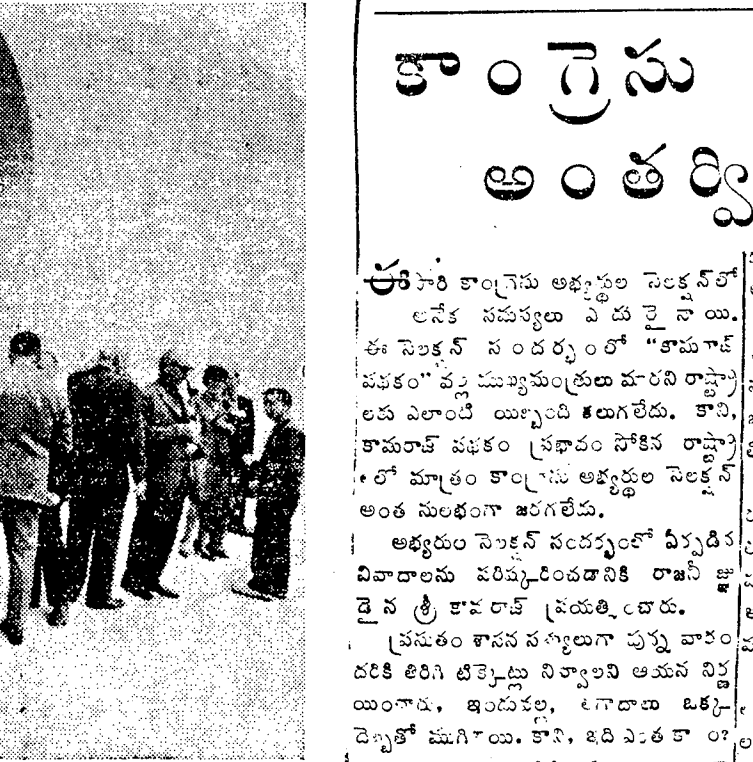 కాంగ్రెసు
అంతర్వి
ఈసారి కాంగ్రెసు అభ్యర్థుల సెలక్షన్‌లో
అనేక సమస్యలు ఎదురైనాయి.
ఈ సెలక్షన్ సందర్భంలో "కామరాజ్
పథకం" వల్ల ముఖ్యమంత్రులు మారని రాష్ట్రా
లకు ఎలాంటి యిబ్బంది కలుగలేదు. కాని,
కామరాజ్ పథకం ప్రభావం సోకిన రాష్ట్రా
లలో మాత్రం కాంగ్రెసు అభ్యర్థుల సెలక్షన్
అంత సులభంగా జరగలేదు.
అభ్యరుల సెలక్షన్ సందర్భంలో ఏర్పడిన
వివాదాలను పరిష్కరించడానికి రాజనీతిజ్ఞు
డైన శ్రీ కామరాజ్ ప్రయత్నించారు.
ప్రస్తుతం శాసన సభ్యులుగా వున్న వారం
దరికి తిరిగి టిక్కెట్లు నివ్వాలని ఆయన నిర్ణ
యించారు, ఇందువల్ల, తగాదాలు ఒక్క
దెబ్బతో ముగిశాయి. కాని, ఇది ఎంత కా